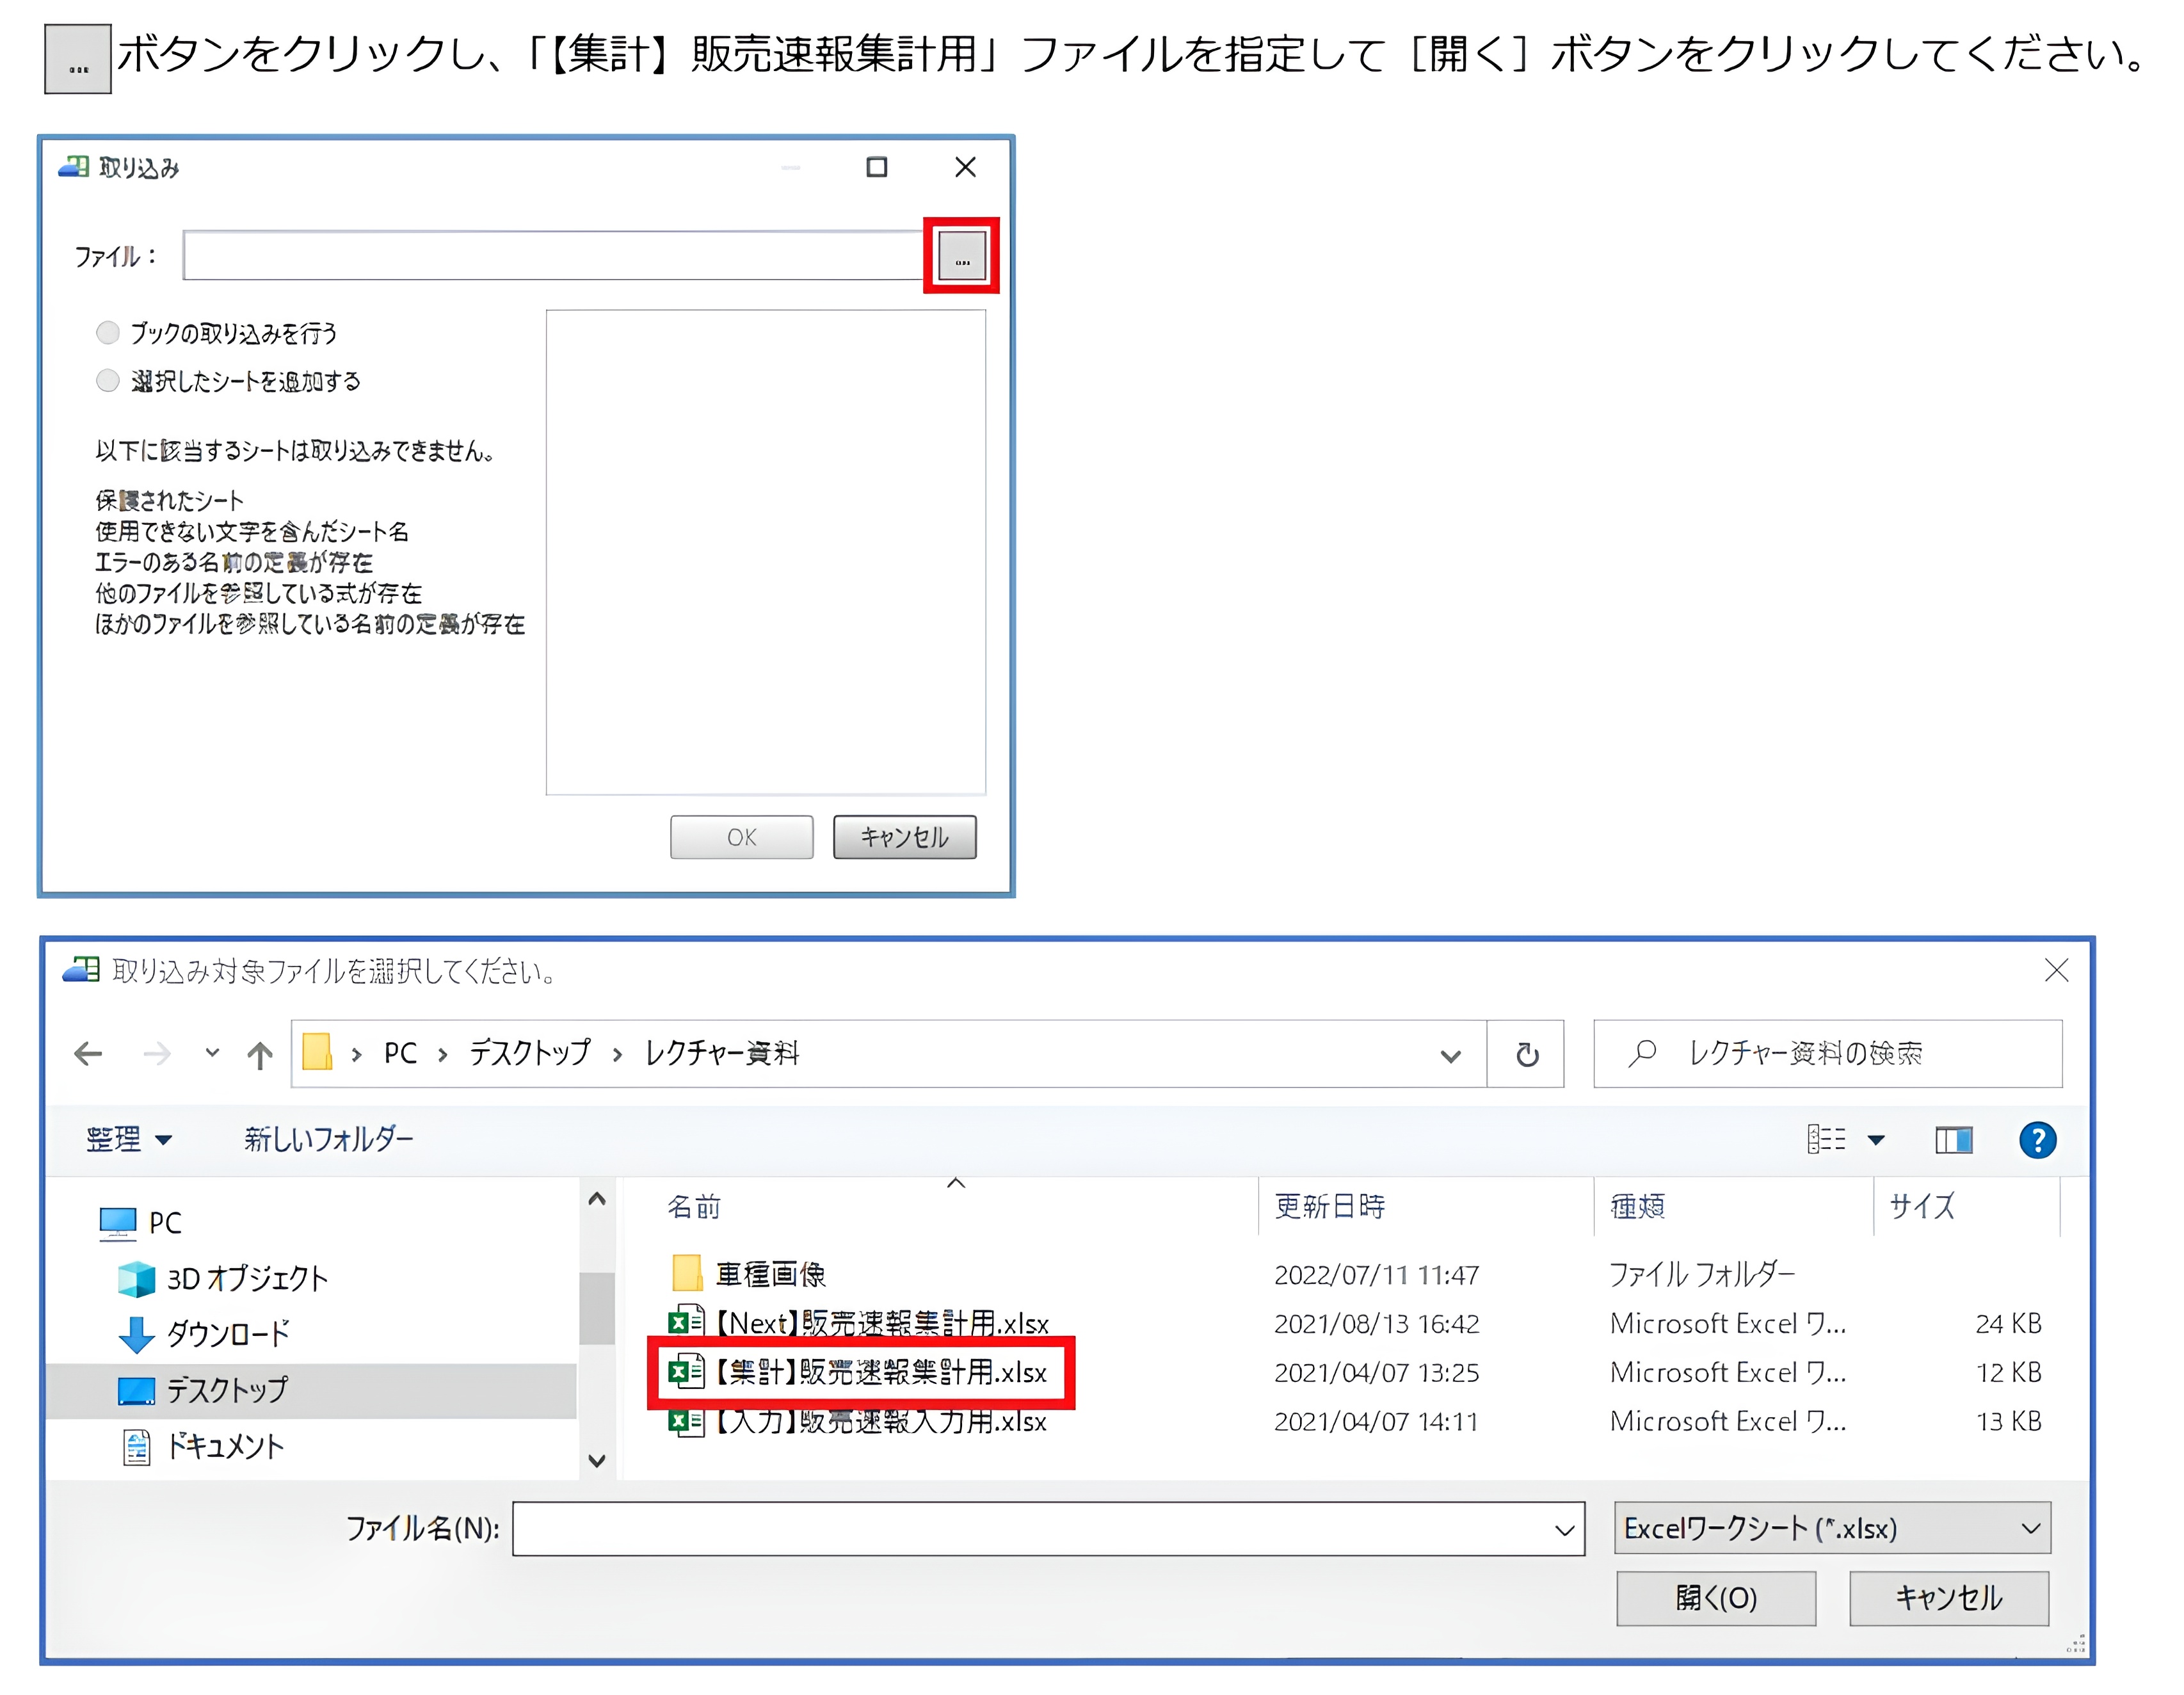 ... ボタンをクリックし、「【集計】販売速報集計用」ファイルを指定して［開く］ボタンをクリックしてください。
取り込み
ファイル：
...
ブックの取り込みを行う
選択したシートを追加する
以下に該当するシートは取り込みできません。
保護されたシート
使用できない文字を含んだシート名
エラーのある名前の定義が存在
他のファイルを参照している式が存在
ほかのファイルを参照している名前の定義が存在
OK キャンセル
取り込み対象ファイルを選択してください。
PC › デスクトップ › レクチャー資料
レクチャー資料の検索
整理 新しいフォルダー
?
PC
3D オブジェクト
ダウンロード
デスクトップ
ドキュメント
名前 更新日時 種類 サイズ
車種画像 2022/07/11 11:47 ファイル フォルダー
【Next】販売速報集計用.xlsx 2021/08/13 16:42 Microsoft Excel ワ... 24 KB
【集計】販売速報集計用.xlsx 2021/04/07 13:25 Microsoft Excel ワ... 12 KB
【入力】販売速報入力用.xlsx 2021/04/07 14:11 Microsoft Excel ワ... 13 KB
ファイル名(N):
Excelワークシート (*.xlsx)
開く(O) キャンセル